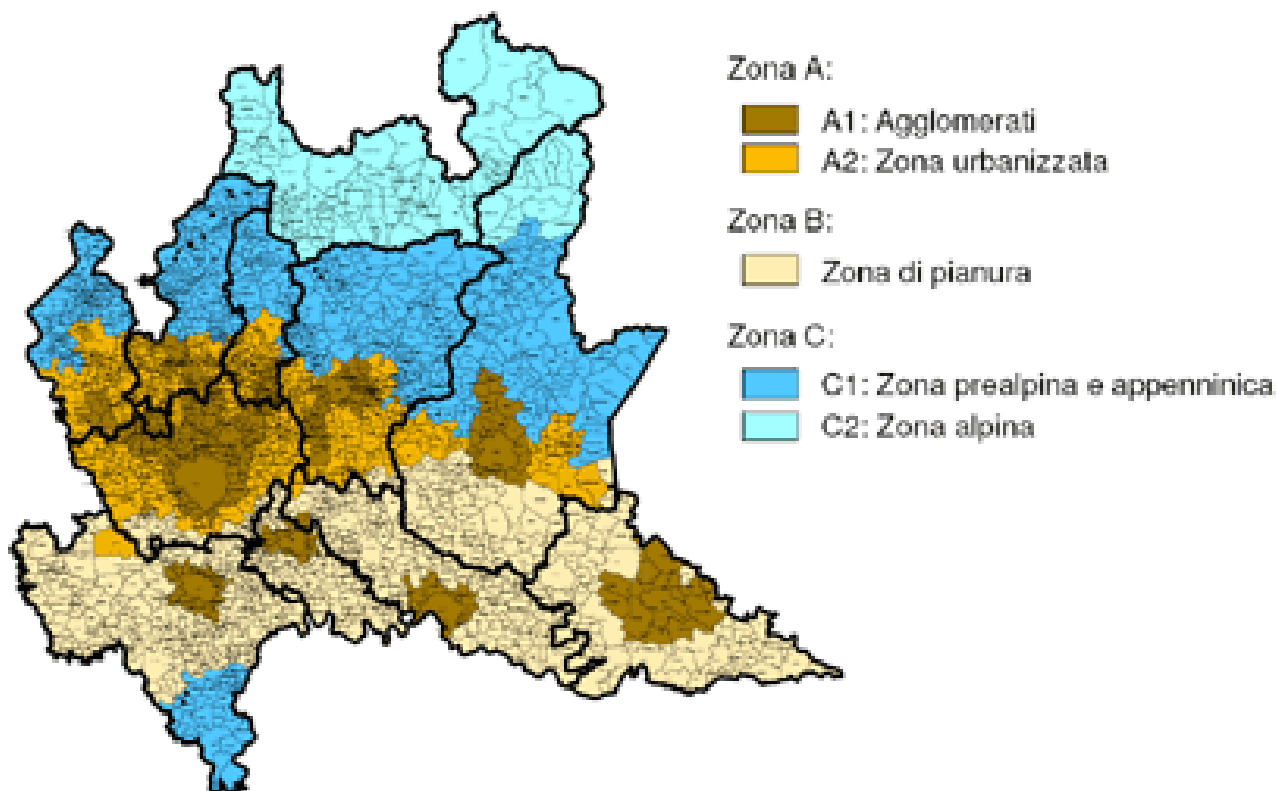 Zona A:
A1: Agglomerati
A2: Zona urbanizzata
Zona B:
Zona di pianura
Zona C:
C1: Zona prealpina e appenninica
C2: Zona alpina